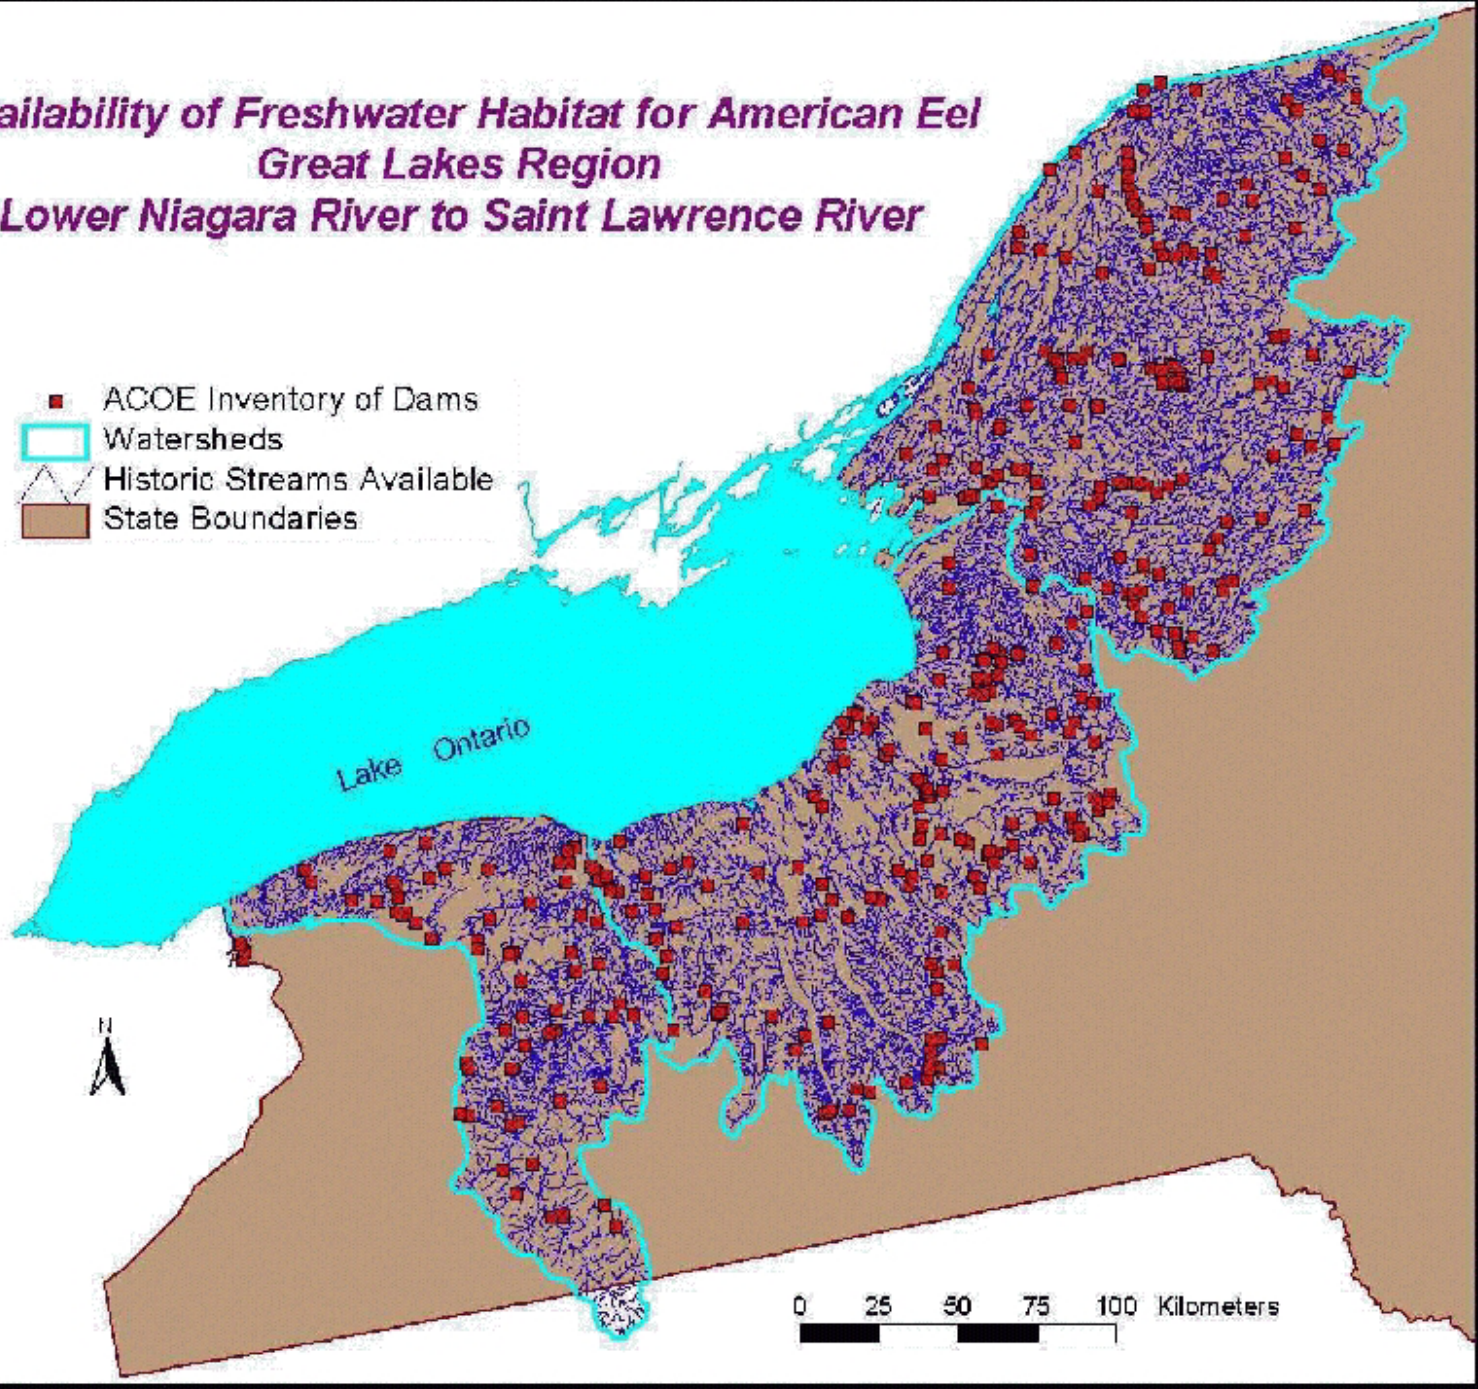 ailability of Freshwater Habitat for American Eel
Great Lakes Region
Lower Niagara River to Saint Lawrence River
ACOE Inventory of Dams
Watersheds
Historic Streams Available
State Boundaries
Lake Ontario
N
0 25 50 75 100 Kilometers